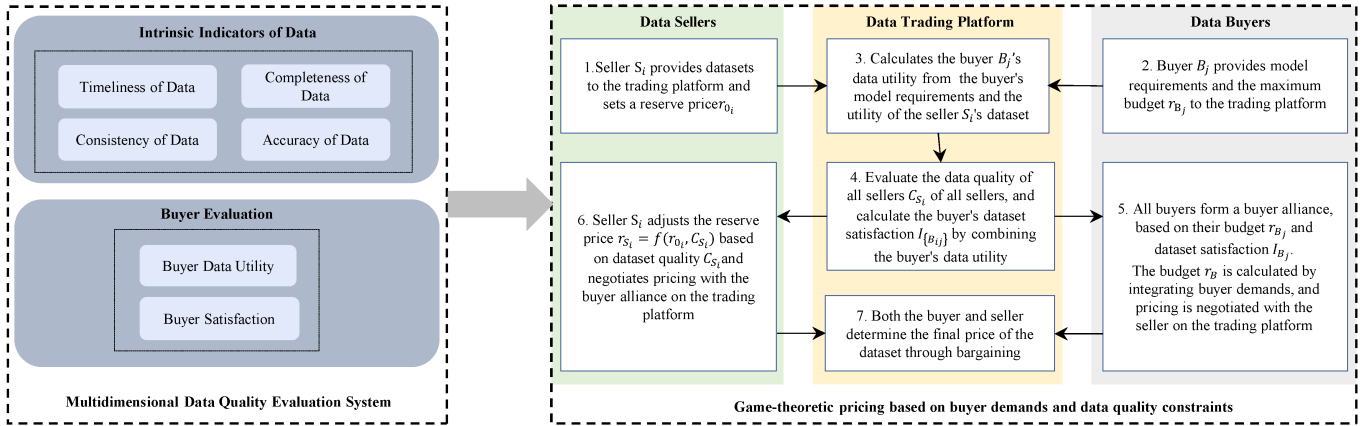 Intrinsic Indicators of Data
Timeliness of Data
Completeness of
Data
Consistency of Data
Accuracy of Data
Buyer Evaluation
Buyer Data Utility
Buyer Satisfaction
Multidimensional Data Quality Evaluation System
Data Sellers
1.Seller S_i provides datasets
to the trading platform and
sets a reserve pricer_{0_i}
6. Seller S_i adjusts the reserve
price r_{S_i} = f(r_{0_i}, C_{S_i}) based
on dataset quality C_{S_i}and
negotiates pricing with the
buyer alliance on the trading
platform
Data Trading Platform
3. Calculates the buyer B_j's
data utility from the buyer's
model requirements and the
utility of the seller S_i's dataset
4. Evaluate the data quality of
all sellers C_{S_i} of all sellers, and
calculate the buyer's dataset
satisfaction I_{\{B_{ij}\}} by combining
the buyer's data utility
7. Both the buyer and seller
determine the final price of the
dataset through bargaining
Data Buyers
2. Buyer B_j provides model
requirements and the maximum
budget r_{B_j} to the trading platform
5. All buyers form a buyer alliance,
based on their budget r_{B_j} and
dataset satisfaction I_{B_j}.
The budget r_B is calculated by
integrating buyer demands, and
pricing is negotiated with the
seller on the trading platform
Game-theoretic pricing based on buyer demands and data quality constraints